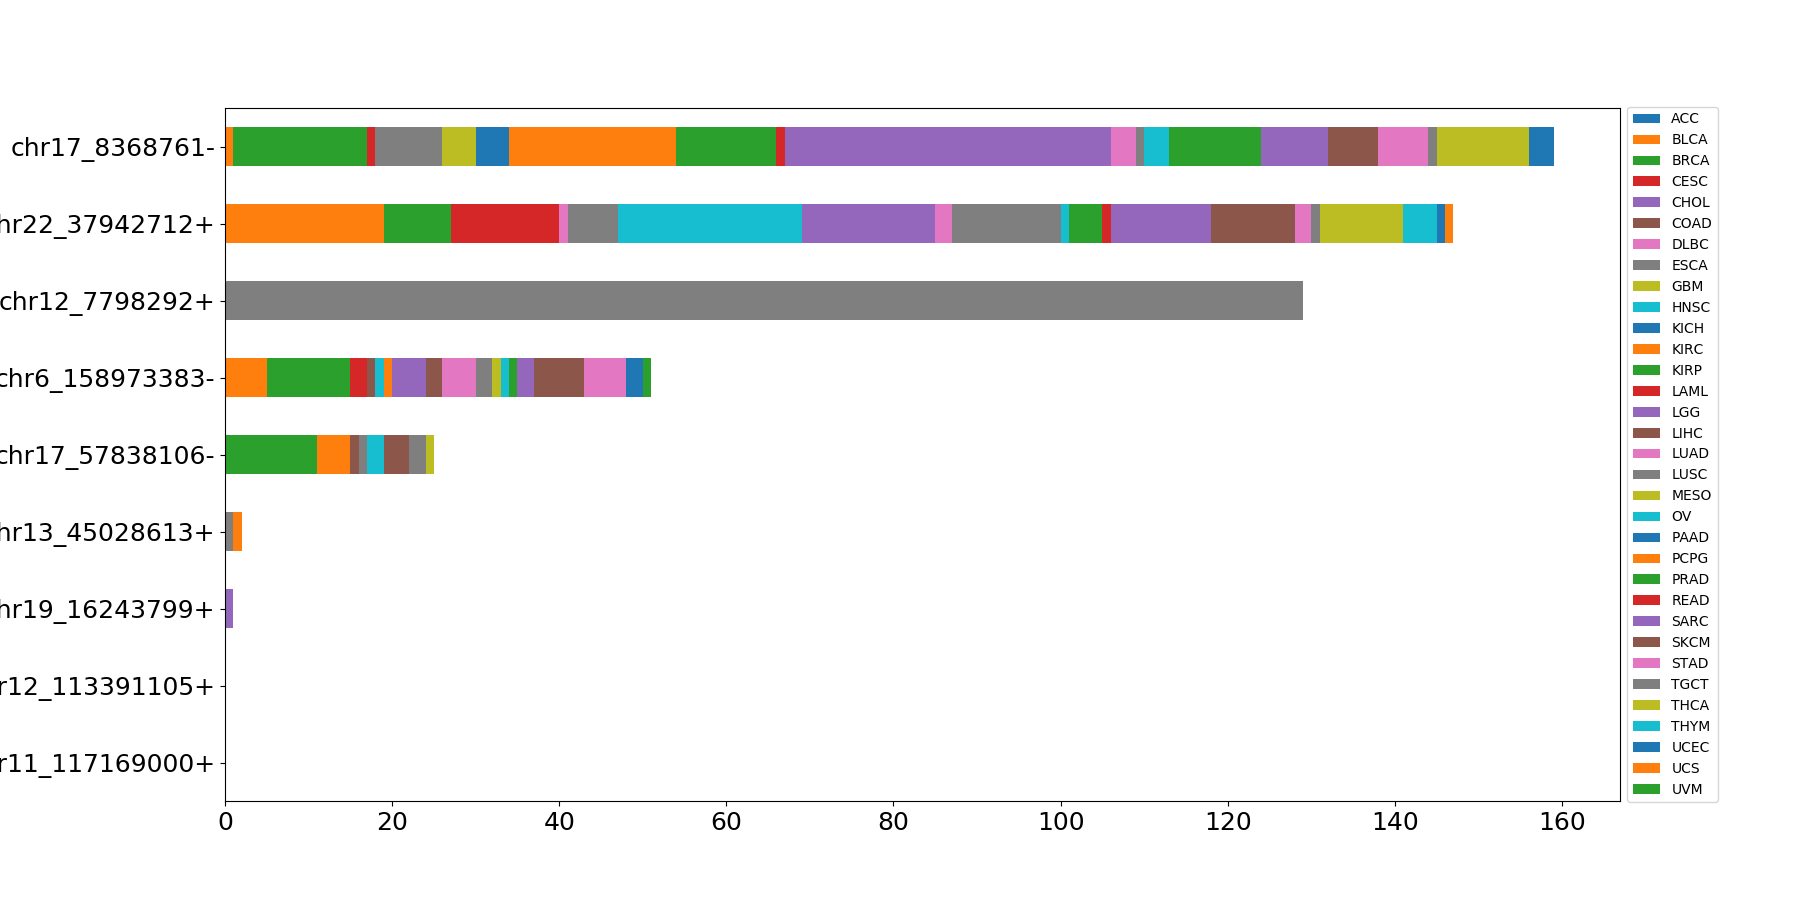 chr17_8368761-
hr22_37942712+
chr12_7798292+
chr6_158973383-
chr17_57838106-
hr13_45028613+
hr19_16243799+
r12_113391105+
r11_117169000+
0 20 40 60 80 100 120 140 160
ACC
BLCA
BRCA
CESC
CHOL
COAD
DLBC
ESCA
GBM
HNSC
KICH
KIRC
KIRP
LAML
LGG
LIHC
LUAD
LUSC
MESO
OV
PAAD
PCPG
PRAD
READ
SARC
SKCM
STAD
TGCT
THCA
THYM
UCEC
UCS
UVM